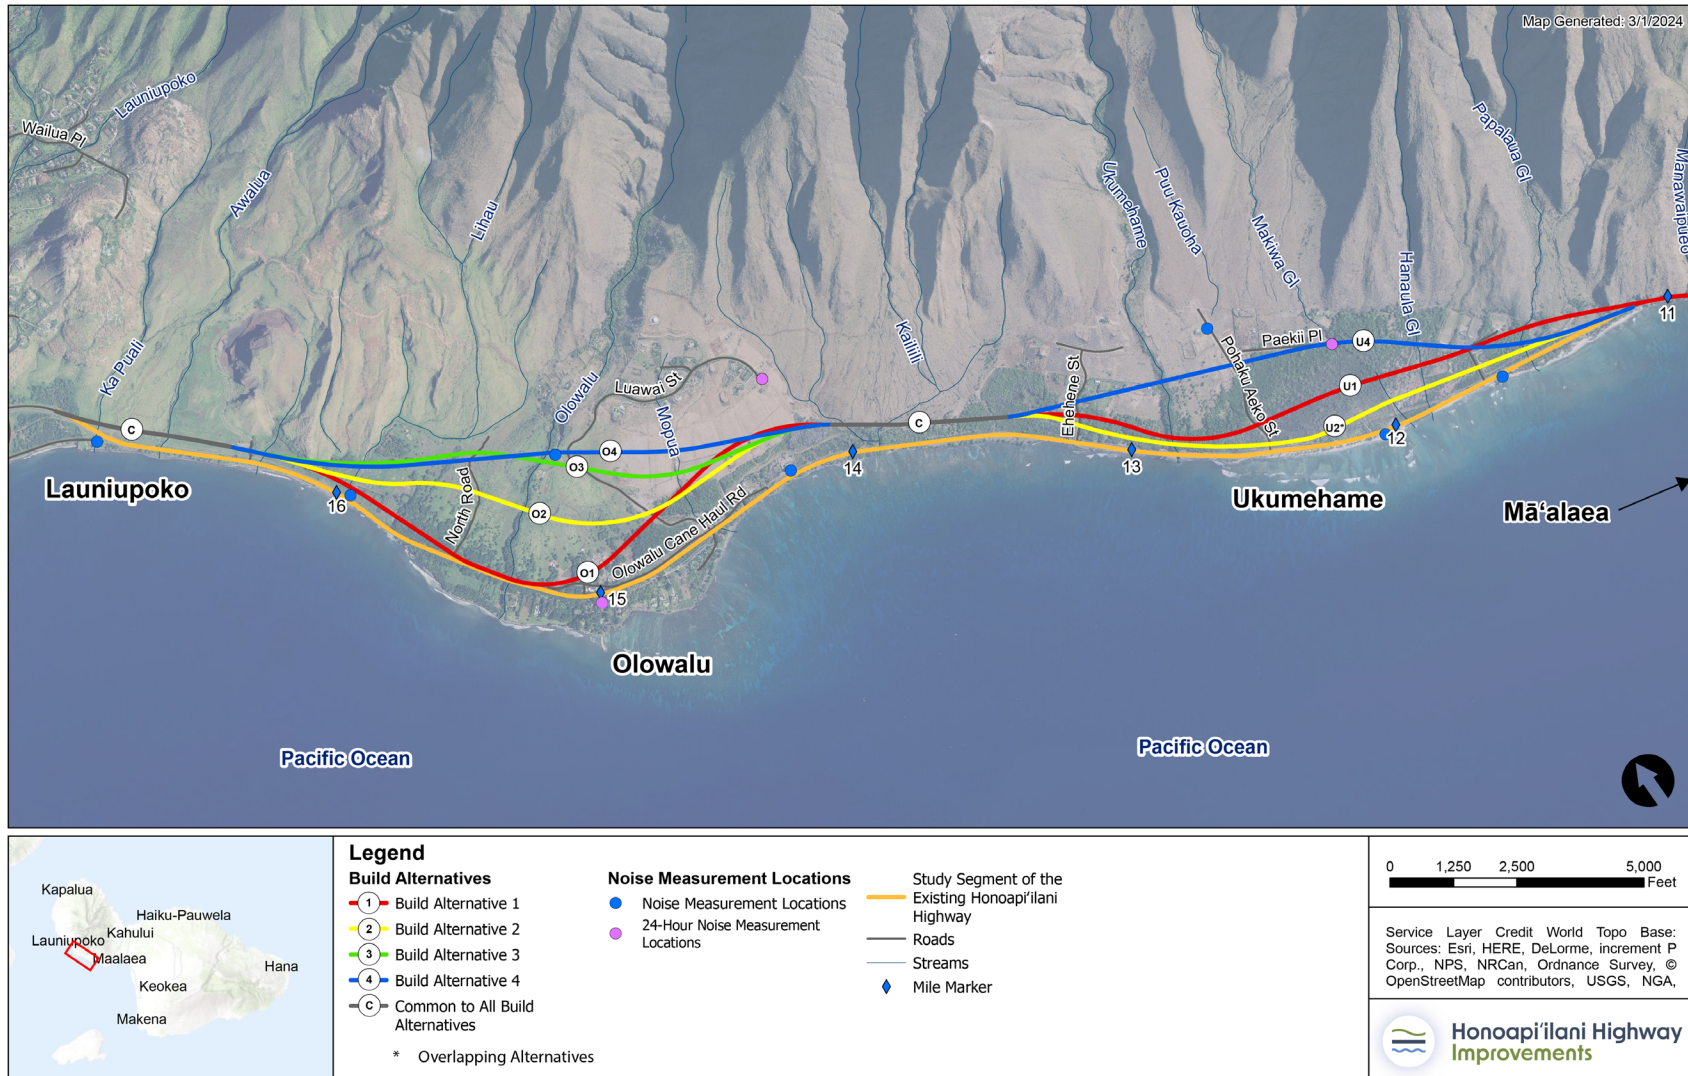 Map Generated: 3/1/2024
Launiupoko
Wailua Pl
Awalua
Lihau
Ka Puali
Olowalu
Luawai St
Mopua
Kailiili
Ukumehame
Puu Kauoha
Makiwa Gl
Hanaula Gl
Papalaua Gl
Manawaipueo
Ehehene St
Pohaku Aeko St
Paekii Pl
North Road
Olowalu Cane Haul Rd
C
O4
O3
O2
O1
C
U4
U1
U2*
11
12
13
14
15
16
Launiupoko
Olowalu
Ukumehame
Mā‘alaea
Pacific Ocean
Pacific Ocean
Kapalua
Haiku-Pauwela
Kahului
Launiupoko
Maalaea
Hana
Keokea
Makena
Legend
Build Alternatives
1 Build Alternative 1
2 Build Alternative 2
3 Build Alternative 3
4 Build Alternative 4
C Common to All Build
Alternatives
* Overlapping Alternatives
Noise Measurement Locations
Noise Measurement Locations
24-Hour Noise Measurement
Locations
Study Segment of the
Existing Honoapi‘ilani
Highway
Roads
Streams
Mile Marker
0 1,250 2,500 5,000
Feet
Service Layer Credit World Topo Base:
Sources: Esri, HERE, DeLorme, increment P
Corp., NPS, NRCan, Ordnance Survey, ©
OpenStreetMap contributors, USGS, NGA,
Honoapi‘ilani Highway
Improvements